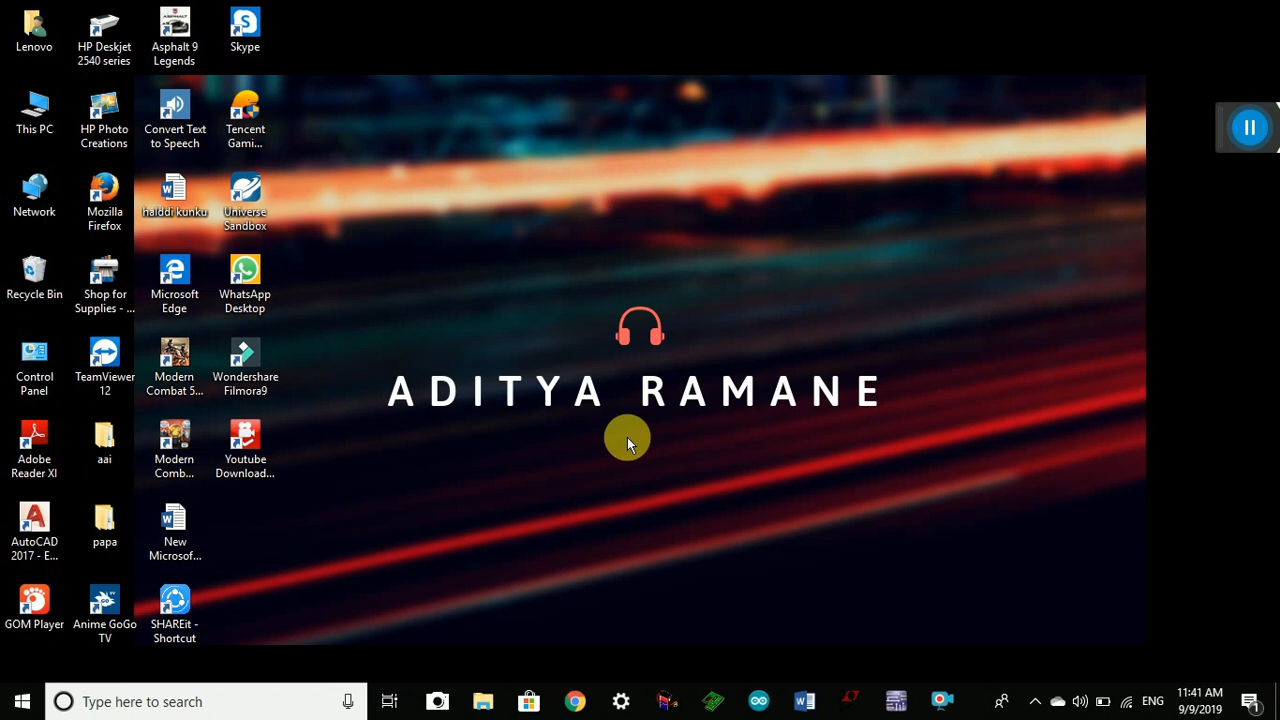 Lenovo
HP Deskjet
2540 series
Asphalt 9
Legends
Skype
This PC
HP Photo
Creations
Convert Text
to Speech
Tencent
Gami...
Network
Mozilla
Firefox
halddi kunku
Universe
Sandbox
Recycle Bin
Shop for
Supplies - ...
Microsoft
Edge
WhatsApp
Desktop
Control
Panel
TeamViewer
12
Modern
Combat 5...
Wondershare
Filmora9
ADITYA RAMANE
Adobe
Reader XI
aai
Modern
Comb...
Youtube
Download...
AutoCAD
2017 - E...
papa
New
Microsof...
GOM Player
Anime GoGo
TV
SHAREit -
Shortcut
Type here to search
ENG
11:41 AM
9/9/2019